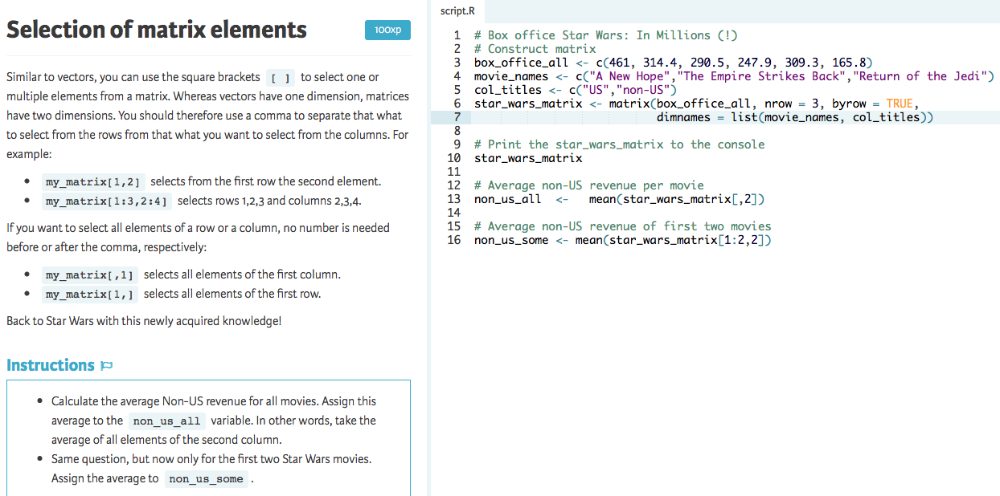 Selection of matrix elements
100xp
Similar to vectors, you can use the square brackets [ ] to select one or
multiple elements from a matrix. Whereas vectors have one dimension, matrices
have two dimensions. You should therefore use a comma to separate that what
to select from the rows from that what you want to select from the columns. For
example:
my_matrix[1,2] selects from the first row the second element.
my_matrix[1:3,2:4] selects rows 1,2,3 and columns 2,3,4.
If you want to select all elements of a row or a column, no number is needed
before or after the comma, respectively:
my_matrix[,1] selects all elements of the first column.
my_matrix[1,] selects all elements of the first row.
Back to Star Wars with this newly acquired knowledge!
Instructions
Calculate the average Non-US revenue for all movies. Assign this
average to the non_us_all variable. In other words, take the
average of all elements of the second column.
Same question, but now only for the first two Star Wars movies.
Assign the average to non_us_some .
script.R
1 # Box office Star Wars: In Millions (!)
2 # Construct matrix
3 box_office_all <- c(461, 314.4, 290.5, 247.9, 309.3, 165.8)
4 movie_names <- c("A New Hope","The Empire Strikes Back","Return of the Jedi")
5 col_titles <- c("US","non-US")
6 star_wars_matrix <- matrix(box_office_all, nrow = 3, byrow = TRUE,
7 dimnames = list(movie_names, col_titles))
8
9 # Print the star_wars_matrix to the console
10 star_wars_matrix
11
12 # Average non-US revenue per movie
13 non_us_all <- mean(star_wars_matrix[,2])
14
15 # Average non-US revenue of first two movies
16 non_us_some <- mean(star_wars_matrix[1:2,2])